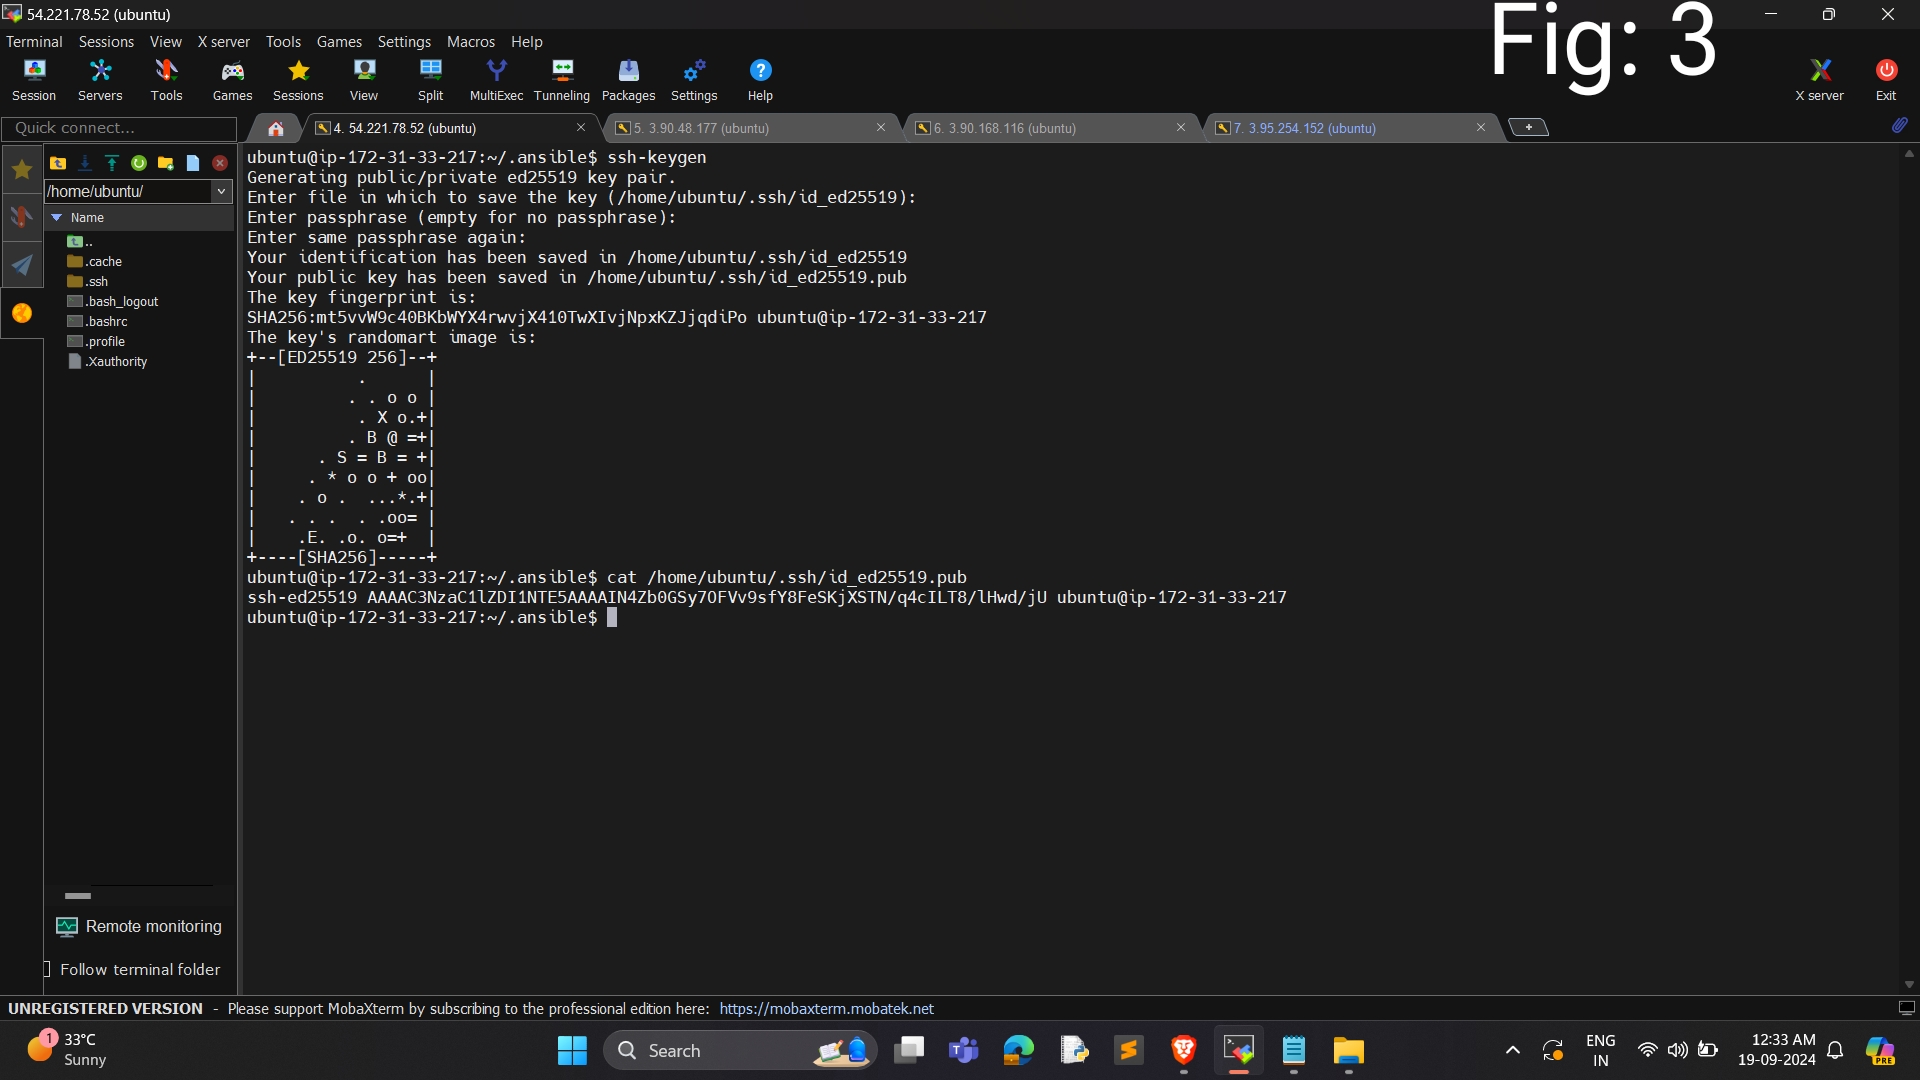 54.221.78.52 (ubuntu)
Fig: 3
Terminal Sessions View X server Tools Games Settings Macros Help
Session Servers Tools Games Sessions View Split MultiExec Tunneling Packages Settings Help X server Exit
Quick connect...
4. 54.221.78.52 (ubuntu)
5. 3.90.48.177 (ubuntu)
6. 3.90.168.116 (ubuntu)
7. 3.95.254.152 (ubuntu)
/home/ubuntu/
Name
..
.cache
.ssh
.bash_logout
.bashrc
.profile
.Xauthority
Remote monitoring
Follow terminal folder
ubuntu@ip-172-31-33-217:~/.ansible$ ssh-keygen
Generating public/private ed25519 key pair.
Enter file in which to save the key (/home/ubuntu/.ssh/id_ed25519):
Enter passphrase (empty for no passphrase):
Enter same passphrase again:
Your identification has been saved in /home/ubuntu/.ssh/id_ed25519
Your public key has been saved in /home/ubuntu/.ssh/id_ed25519.pub
The key fingerprint is:
SHA256:mt5vvW9c40BKbWYX4rwvjX410TwXIvjNpxKZJjqdiPo ubuntu@ip-172-31-33-217
The key's randomart image is:
+--[ED25519 256]--+
|           .      |
|          . . o o |
|           . X o.+|
|          . B @ =+|
|       . S = B = +|
|      . * o o + oo|
|     . o .  ...*.+|
|    . . .  . .oo= |
|     .E. .o. o=+  |
+----[SHA256]-----+
ubuntu@ip-172-31-33-217:~/.ansible$ cat /home/ubuntu/.ssh/id_ed25519.pub
ssh-ed25519 AAAAC3NzaC1lZDI1NTE5AAAAIN4Zb0GSy7OFVv9sfY8FeSKjXSTN/q4cILT8/lHwd/jU ubuntu@ip-172-31-33-217
ubuntu@ip-172-31-33-217:~/.ansible$
UNREGISTERED VERSION - Please support MobaXterm by subscribing to the professional edition here: https://mobaxterm.mobatek.net
1
33°C
Sunny
Search
ENG
IN
12:33 AM
19-09-2024
PRE